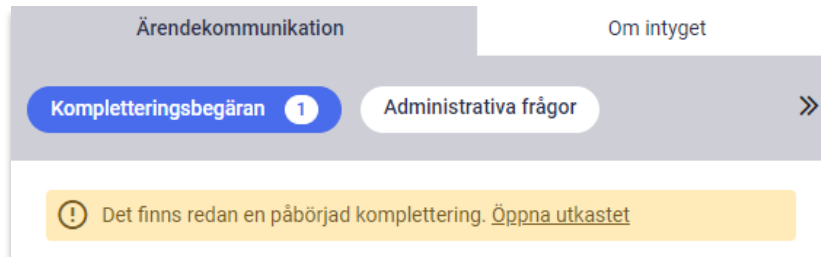 Ärendekommunikation Om intyget
Kompletteringsbegäran 1 Administrativa frågor
Det finns redan en påbörjad komplettering. Öppna utkastet